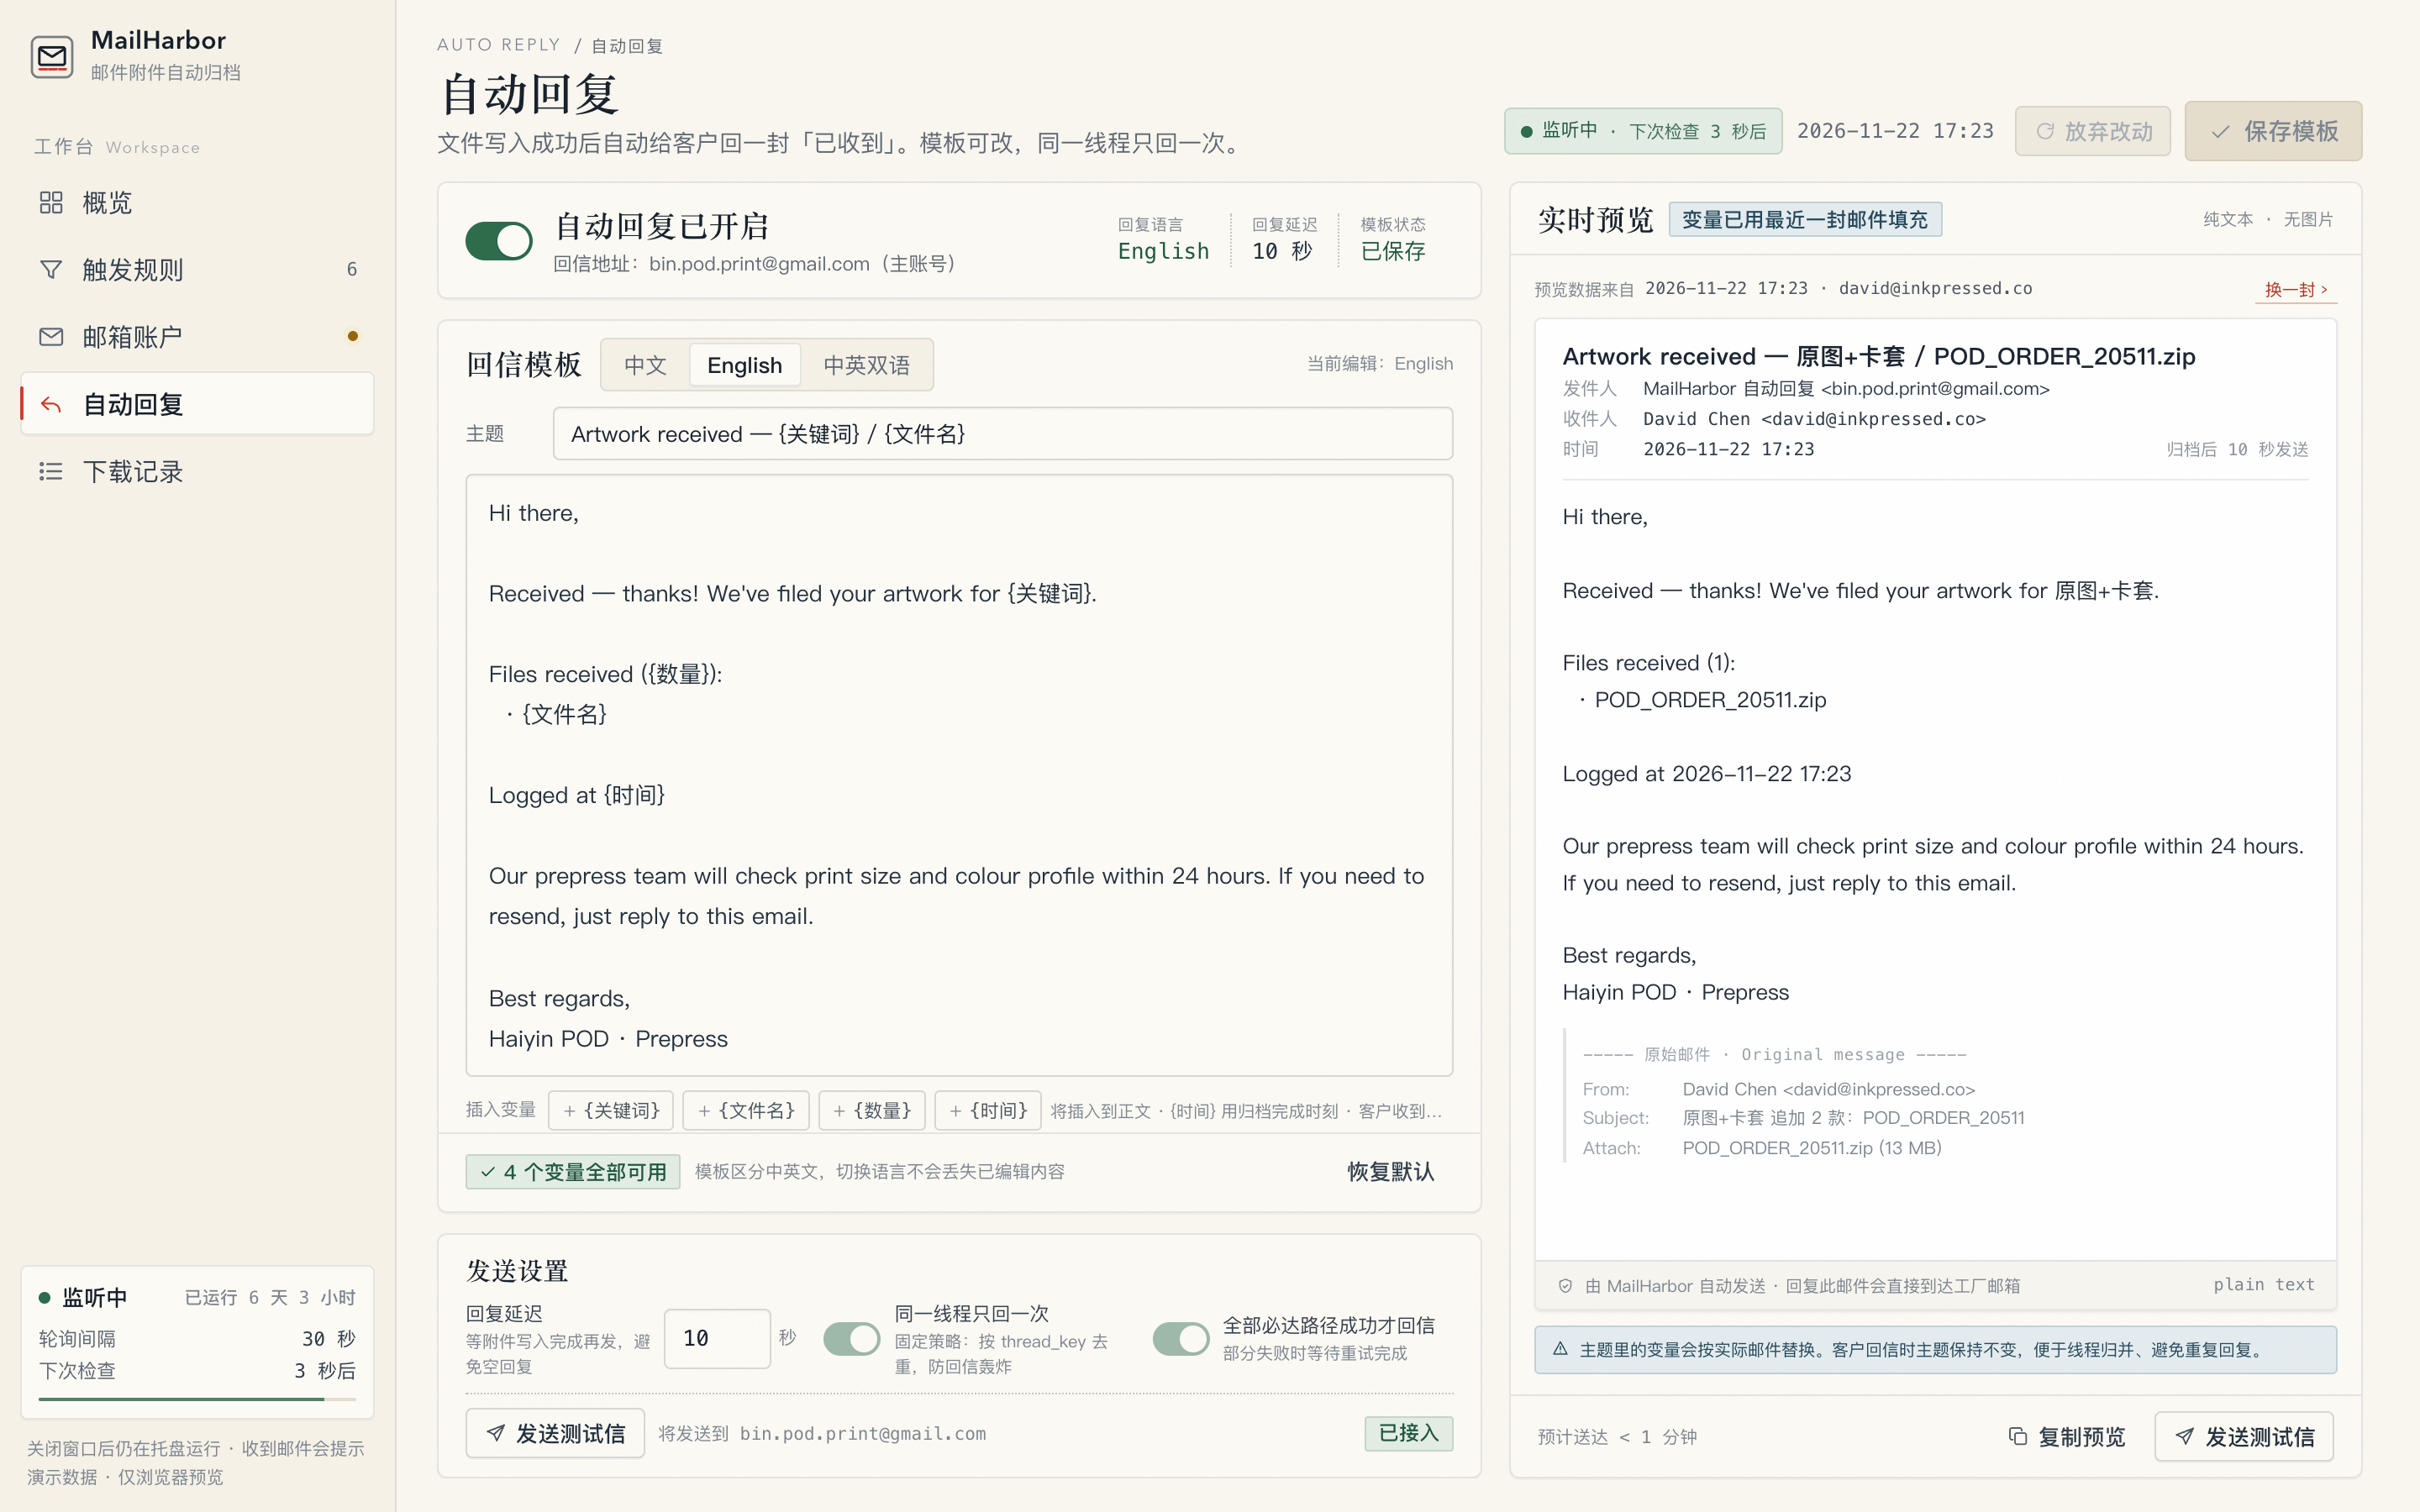 MailHarbor
邮件附件自动归档
工作台 Workspace
概览
触发规则 6
邮箱账户
自动回复
下载记录
监听中 已运行 6 天 3 小时
轮询间隔 30 秒
下次检查 3 秒后
关闭窗口后仍在托盘运行 · 收到邮件会提示
演示数据 · 仅浏览器预览
AUTO REPLY / 自动回复
自动回复
文件写入成功后自动给客户回一封「已收到」。模板可改，同一线程只回一次。
监听中 · 下次检查 3 秒后 2026-11-22 17:23 放弃改动 保存模板
自动回复已开启
回信地址：bin.pod.print@gmail.com（主账号）
回复语言 回复延迟 模板状态
English 10 秒 已保存
回信模板 中文 English 中英双语 当前编辑：English
主题 Artwork received — {关键词} / {文件名}
Hi there,
Received — thanks! We've filed your artwork for {关键词}.
Files received ({数量}):
· {文件名}
Logged at {时间}
Our prepress team will check print size and colour profile within 24 hours. If you need to
resend, just reply to this email.
Best regards,
Haiyin POD · Prepress
插入变量 + {关键词} + {文件名} + {数量} + {时间} 将插入到正文 · {时间} 用归档完成时刻 · 客户收到…
4 个变量全部可用 模板区分中英文，切换语言不会丢失已编辑内容 恢复默认
发送设置
回复延迟
等附件写入完成再发，避
免空回复
10 秒
同一线程只回一次
固定策略：按 thread_key 去
重，防回信轰炸
全部必达路径成功才回信
部分失败时等待重试完成
发送测试信 将发送到 bin.pod.print@gmail.com 已接入
实时预览 变量已用最近一封邮件填充 纯文本 · 无图片
预览数据来自 2026-11-22 17:23 · david@inkpressed.co 换一封 ›
Artwork received — 原图+卡套 / POD_ORDER_20511.zip
发件人 MailHarbor 自动回复 <bin.pod.print@gmail.com>
收件人 David Chen <david@inkpressed.co>
时间 2026-11-22 17:23 归档后 10 秒发送
Hi there,
Received — thanks! We've filed your artwork for 原图+卡套.
Files received (1):
· POD_ORDER_20511.zip
Logged at 2026-11-22 17:23
Our prepress team will check print size and colour profile within 24 hours.
If you need to resend, just reply to this email.
Best regards,
Haiyin POD · Prepress
----- 原始邮件 · Original message -----
From: David Chen <david@inkpressed.co>
Subject: 原图+卡套 追加 2 款：POD_ORDER_20511
Attach: POD_ORDER_20511.zip (13 MB)
由 MailHarbor 自动发送 · 回复此邮件会直接到达工厂邮箱 plain text
主题里的变量会按实际邮件替换。客户回信时主题保持不变，便于线程归并、避免重复回复。
预计送达 < 1 分钟 复制预览 发送测试信